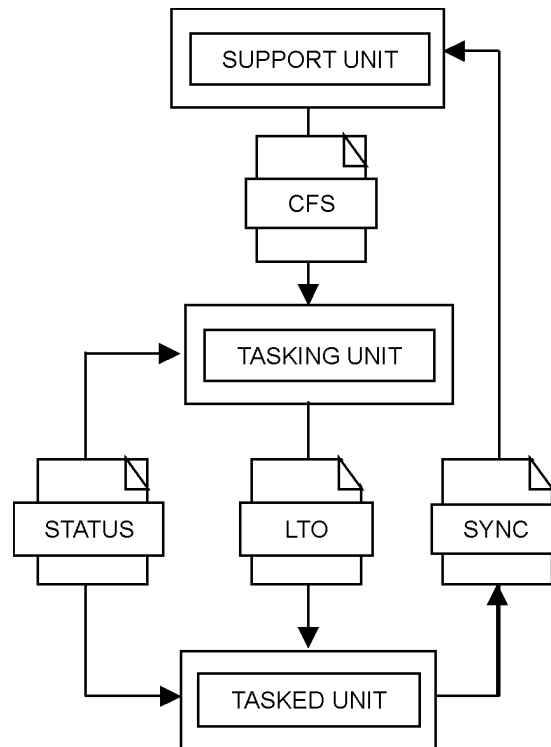 SUPPORT UNIT
CFS
TASKING UNIT
STATUS
LTO
SYNC
TASKED UNIT